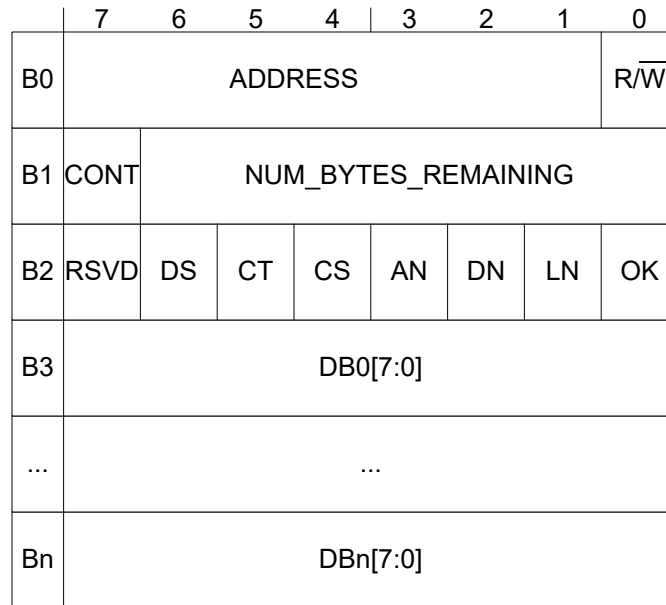 7 6 5 4 3 2 1 0
B0 ADDRESS R/W̅
B1 CONT NUM_BYTES_REMAINING
B2 RSVD DS CT CS AN DN LN OK
B3 DB0[7:0]
... ...
Bn DBn[7:0]